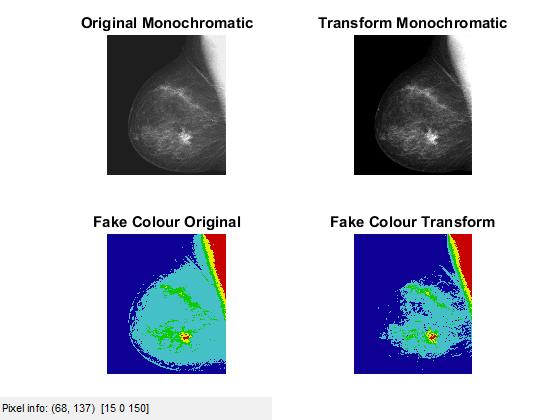 Original Monochromatic
Transform Monochromatic
Fake Colour Original
Fake Colour Transform
Pixel info: (68, 137)  [15 0 150]